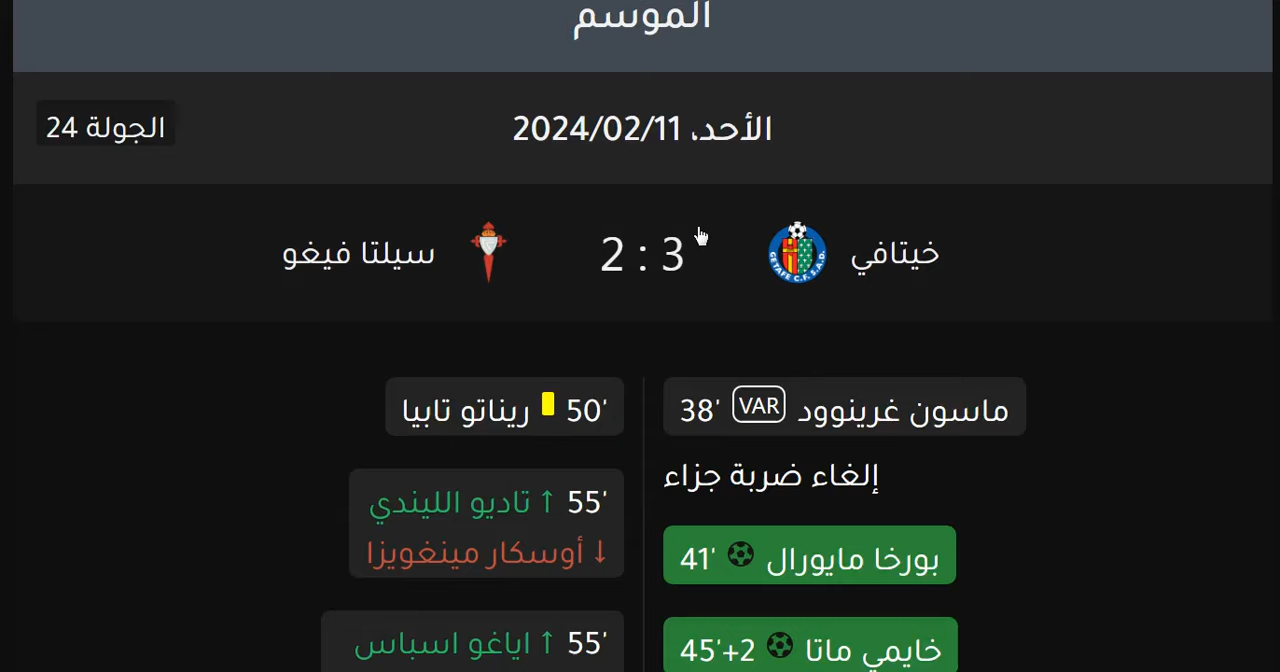 الموسم
الأحد، 2024/02/11
الجولة 24
خيتافي 3 : 2 سيلتا فيغو
GETAFE C.F. S.A.D.
ماسون غرينوود VAR 38'
إلغاء ضربة جزاء
بورخا مايورال 41'
خايمي ماتا 45'+2
50' ريناتو تابيا
55' ↑ تاديو الليندي
↓ أوسكار مينغويزا
55' ↑ اياغو اسباس